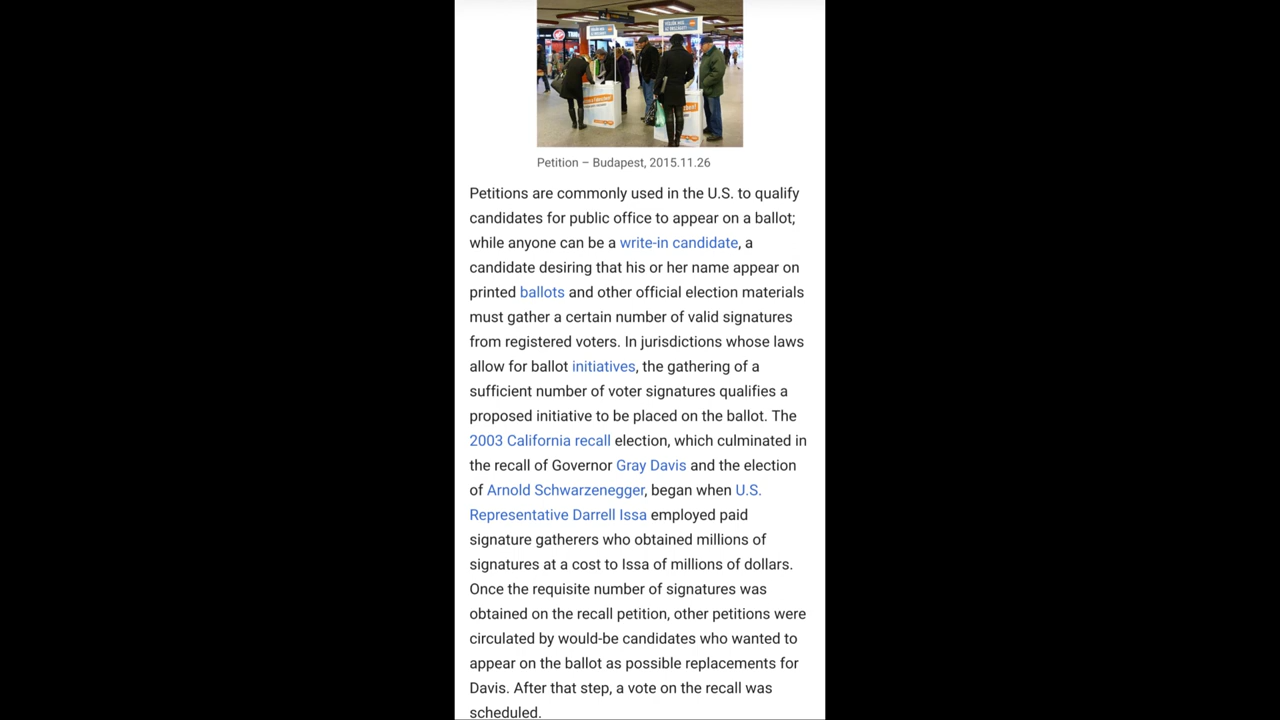 Petition – Budapest, 2015.11.26
Petitions are commonly used in the U.S. to qualify
candidates for public office to appear on a ballot;
while anyone can be a write-in candidate, a
candidate desiring that his or her name appear on
printed ballots and other official election materials
must gather a certain number of valid signatures
from registered voters. In jurisdictions whose laws
allow for ballot initiatives, the gathering of a
sufficient number of voter signatures qualifies a
proposed initiative to be placed on the ballot. The
2003 California recall election, which culminated in
the recall of Governor Gray Davis and the election
of Arnold Schwarzenegger, began when U.S.
Representative Darrell Issa employed paid
signature gatherers who obtained millions of
signatures at a cost to Issa of millions of dollars.
Once the requisite number of signatures was
obtained on the recall petition, other petitions were
circulated by would-be candidates who wanted to
appear on the ballot as possible replacements for
Davis. After that step, a vote on the recall was
scheduled.